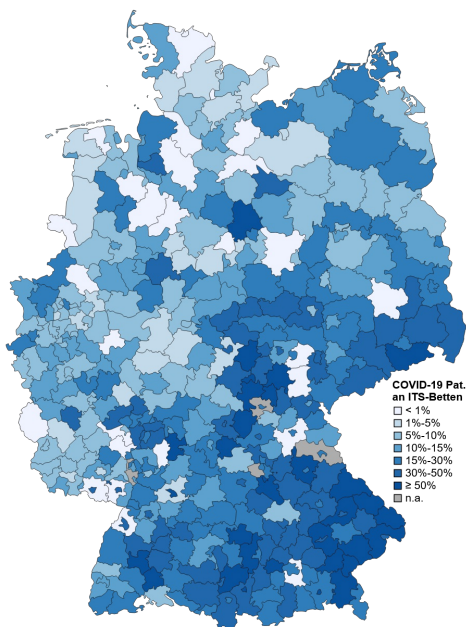 COVID-19 Pat.
an ITS-Betten
< 1%
1%-5%
5%-10%
10%-15%
15%-30%
30%-50%
≥ 50%
n.a.